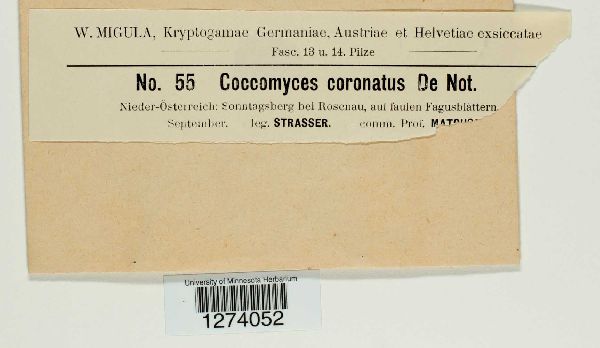 W. MIGULA, Kryptogamae Germaniae, Austriae et Helvetiae exsiccatae
Fasc. 13 u. 14. Pilze
No. 55 Coccomyces coronatus De Not.
Nieder-Österreich: Sonntagsberg bei Rosenau, auf faulen Fagusblättern.
September. leg. STRASSER. comm. Prof.
University of Minnesota Herbarium
1274052